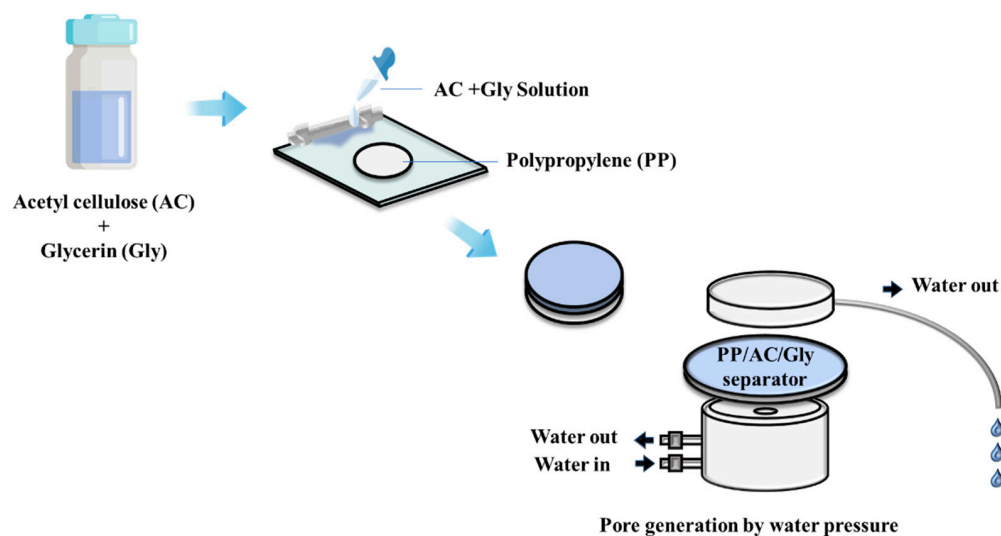 AC +Gly Solution
Polypropylene (PP)
Acetyl cellulose (AC)
+
Glycerin (Gly)
Water out
PP/AC/Gly
separator
Water out
Water in
Pore generation by water pressure